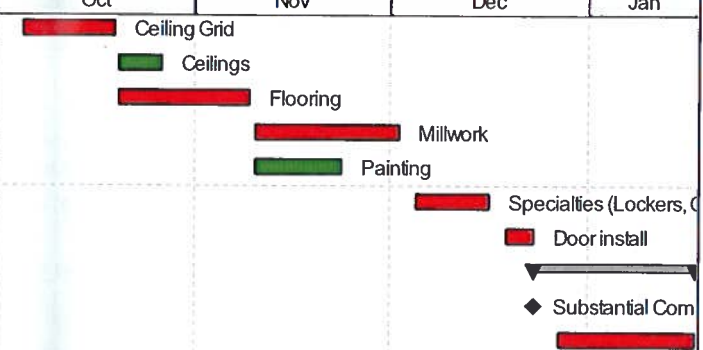 Oct Nov Dec Jan
Ceiling Grid
Ceilings
Flooring
Millwork
Painting
Specialties (Lockers,
Door install
Substantial Com